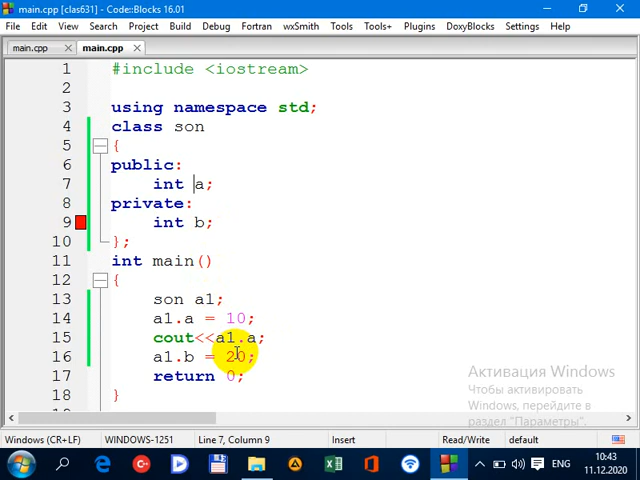 main.cpp [clas631] - Code::Blocks 16.01
File Edit View Search Project Build Debug Fortran wxSmith Tools Tools+ Plugins DoxyBlocks Settings Help
main.cpp main.cpp
1 #include <iostream>
2
3 using namespace std;
4 class son
5 {
6 public:
7 int a;
8 private:
9 int b;
10 };
11 int main()
12 {
13 son a1;
14 a1.a = 10;
15 cout<<a1.a;
16 a1.b = 20;
17 return 0;
18 }
Активация Windows
Чтобы активировать
Windows, перейдите в
раздел "Параметры".
Windows (CR+LF) WINDOWS-1251 Line 7, Column 9 Insert Read/Write default
ENG
10:43
11.12.2020